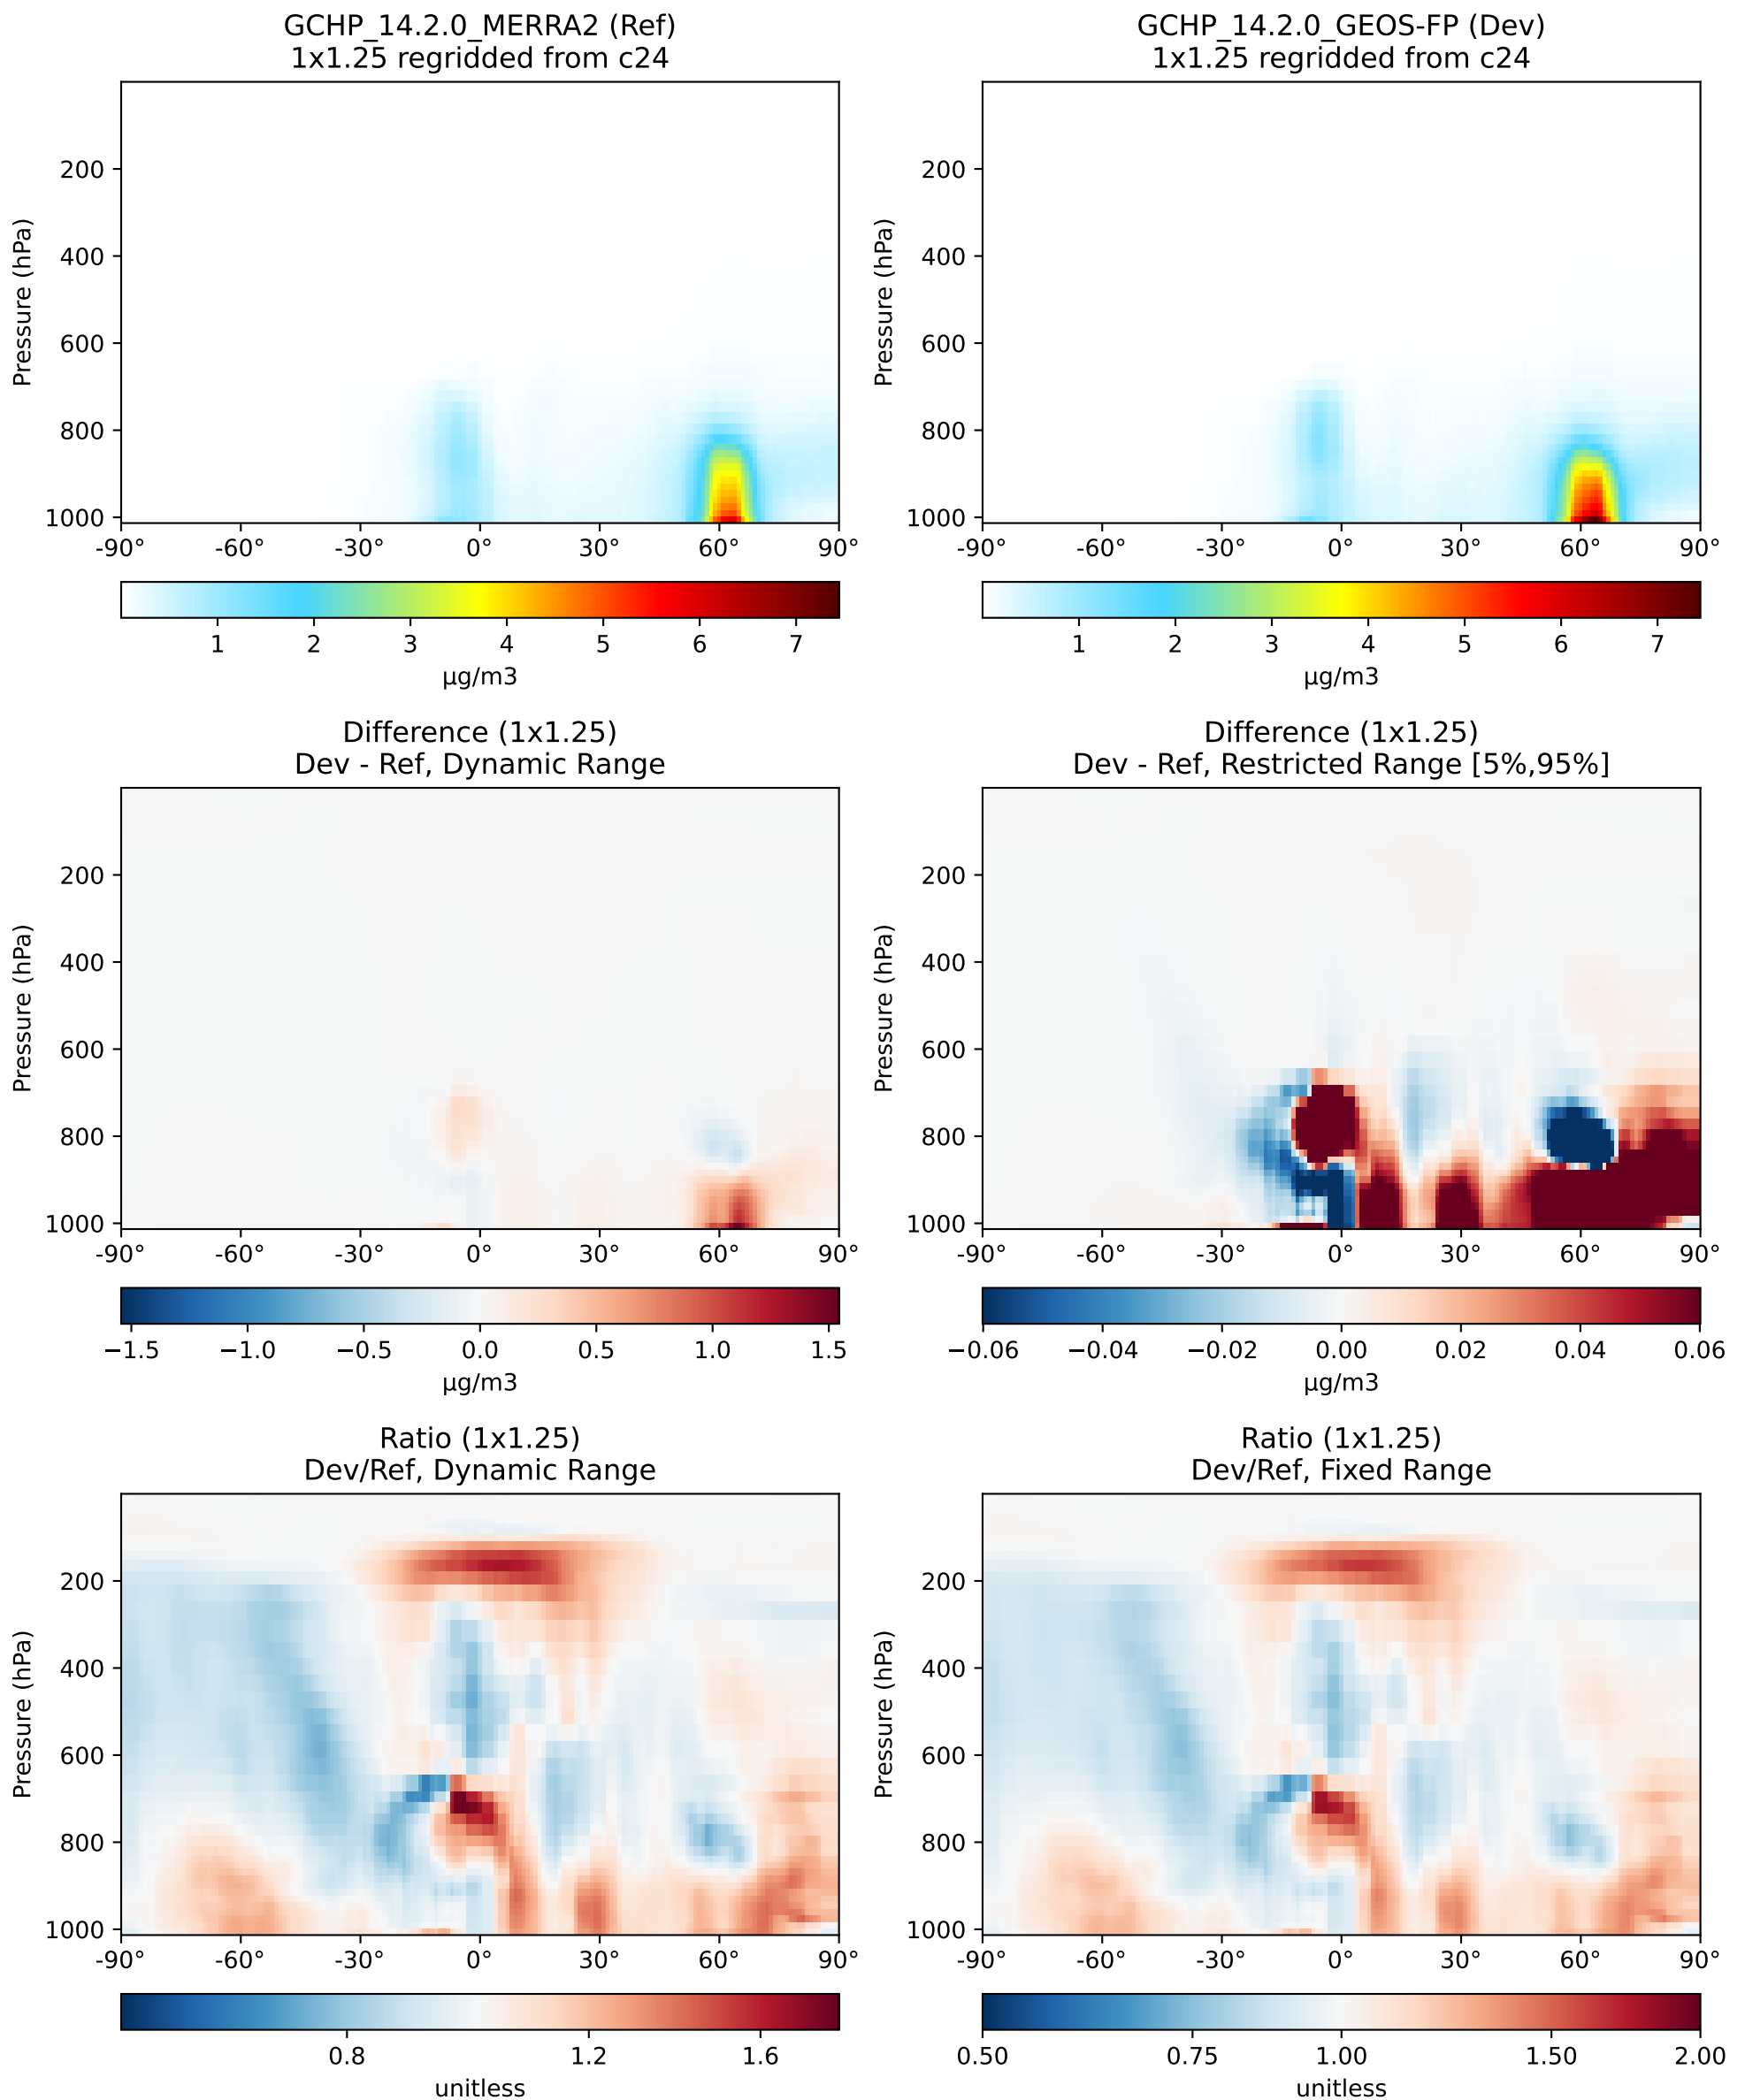 GCHP_14.2.0_MERRA2 (Ref)
1x1.25 regridded from c24
Pressure (hPa)
200
400
600
800
1000
-90° -60° -30° 0° 30° 60° 90°
1 2 3 4 5 6 7
µg/m3
GCHP_14.2.0_GEOS-FP (Dev)
1x1.25 regridded from c24
Pressure (hPa)
200
400
600
800
1000
-90° -60° -30° 0° 30° 60° 90°
1 2 3 4 5 6 7
µg/m3
Difference (1x1.25)
Dev - Ref, Dynamic Range
Pressure (hPa)
200
400
600
800
1000
-90° -60° -30° 0° 30° 60° 90°
−1.5 −1.0 −0.5 0.0 0.5 1.0 1.5
µg/m3
Difference (1x1.25)
Dev - Ref, Restricted Range [5%,95%]
Pressure (hPa)
200
400
600
800
1000
-90° -60° -30° 0° 30° 60° 90°
−0.06 −0.04 −0.02 0.00 0.02 0.04 0.06
µg/m3
Ratio (1x1.25)
Dev/Ref, Dynamic Range
Pressure (hPa)
200
400
600
800
1000
-90° -60° -30° 0° 30° 60° 90°
0.8 1.2 1.6
unitless
Ratio (1x1.25)
Dev/Ref, Fixed Range
Pressure (hPa)
200
400
600
800
1000
-90° -60° -30° 0° 30° 60° 90°
0.50 0.75 1.00 1.50 2.00
unitless